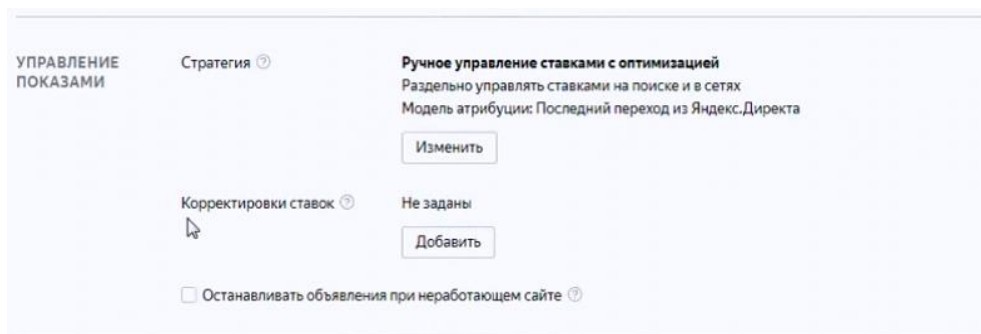 УПРАВЛЕНИЕ
ПОКАЗАМИ
Стратегия
Ручное управление ставками с оптимизацией
Раздельно управлять ставками на поиске и в сетях
Модель атрибуции: Последний переход из Яндекс.Директа
Изменить
Корректировки ставок
Не заданы
Добавить
Останавливать объявления при неработающем сайте